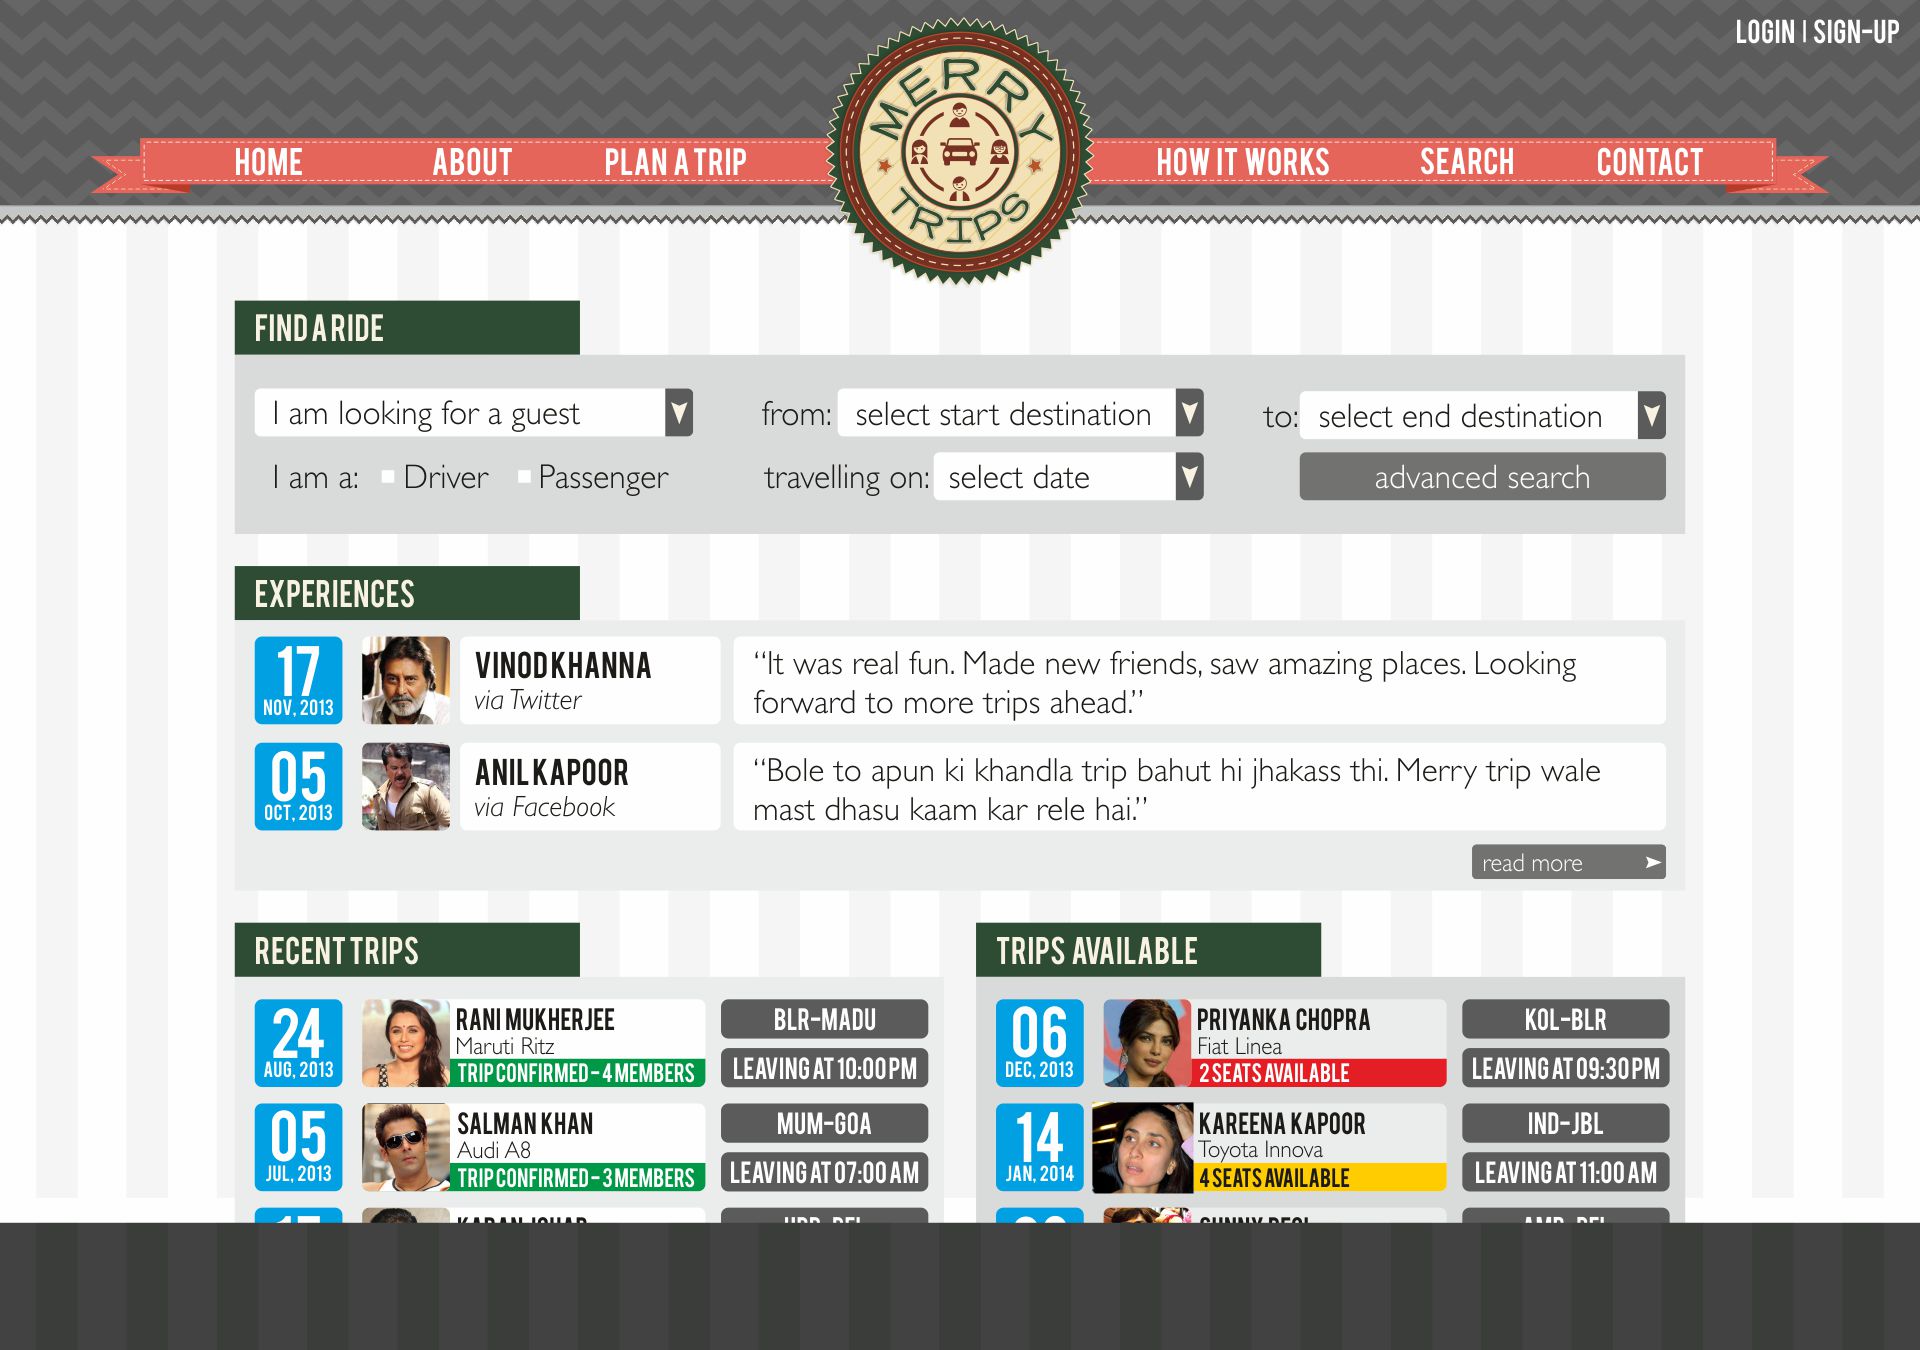 LOGIN | SIGN-UP
MERRY
TRIPS
HOME
ABOUT
PLAN A TRIP
HOW IT WORKS
SEARCH
CONTACT
FIND A RIDE
I am looking for a guest
from: select start destination
to: select end destination
I am a: Driver Passenger
travelling on: select date
advanced search
EXPERIENCES
17
NOV, 2013
VINOD KHANNA
via Twitter
“It was real fun. Made new friends, saw amazing places. Looking
forward to more trips ahead.”
05
OCT, 2013
ANIL KAPOOR
via Facebook
“Bole to apun ki khandla trip bahut hi jhakass thi. Merry trip wale
mast dhasu kaam kar rele hai.”
read more
RECENT TRIPS
24
AUG, 2013
RANI MUKHERJEE
Maruti Ritz
TRIP CONFIRMED - 4 MEMBERS
BLR-MADU
LEAVING AT 10:00 PM
05
JUL, 2013
SALMAN KHAN
Audi A8
TRIP CONFIRMED - 3 MEMBERS
MUM-GOA
LEAVING AT 07:00 AM
TRIPS AVAILABLE
06
DEC, 2013
PRIYANKA CHOPRA
Fiat Linea
2 SEATS AVAILABLE
KOL-BLR
LEAVING AT 09:30 PM
14
JAN, 2014
KAREENA KAPOOR
Toyota Innova
4 SEATS AVAILABLE
IND-JBL
LEAVING AT 11:00 AM